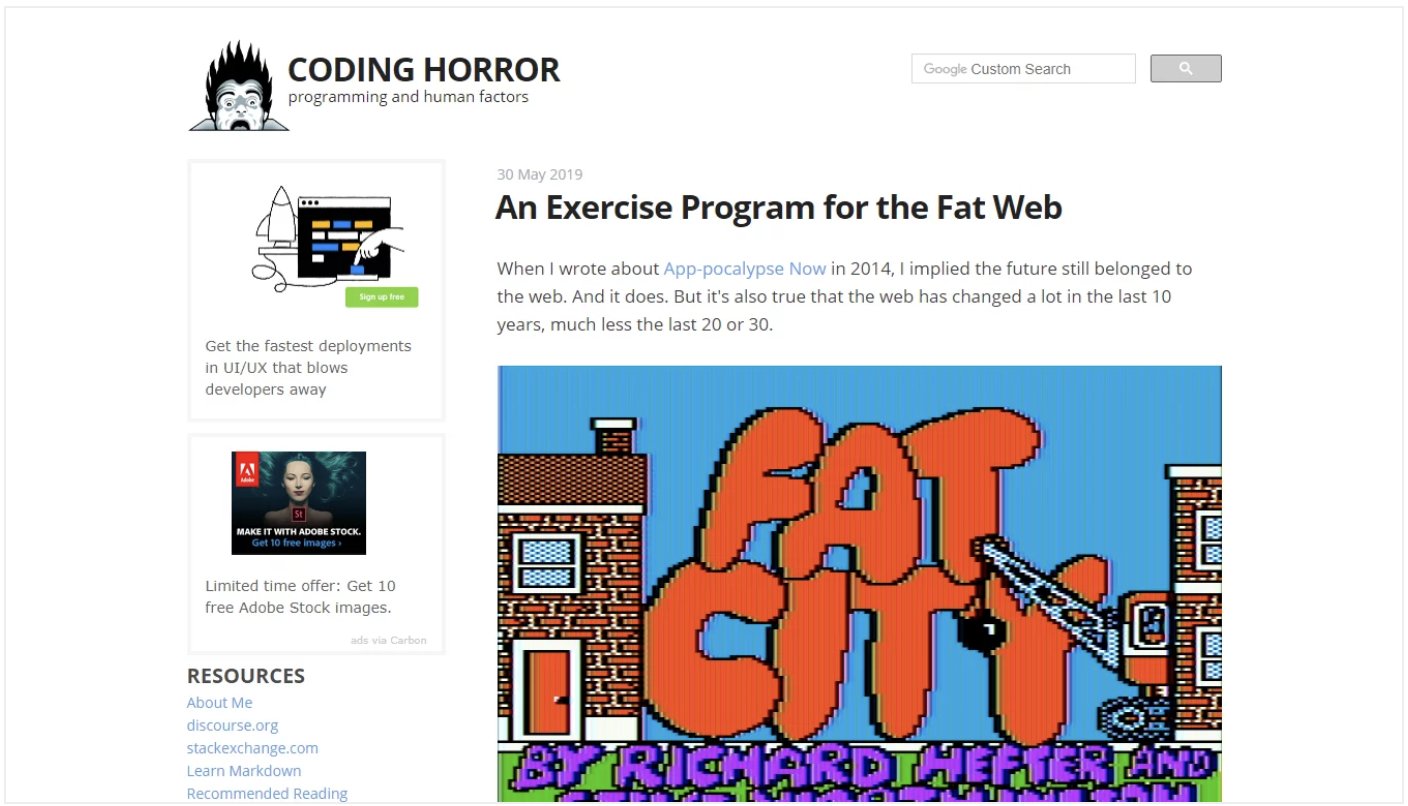 CODING HORROR
programming and human factors
Google Custom Search
Sign up free
Get the fastest deployments
in UI/UX that blows
developers away
Adobe
St
MAKE IT WITH ADOBE STOCK.
Get 10 free images ›
Limited time offer: Get 10
free Adobe Stock images.
ads via Carbon
RESOURCES
About Me
discourse.org
stackexchange.com
Learn Markdown
Recommended Reading
30 May 2019
An Exercise Program for the Fat Web
When I wrote about App-pocalypse Now in 2014, I implied the future still belonged to
the web. And it does. But it's also true that the web has changed a lot in the last 10
years, much less the last 20 or 30.
FAT
CITY
BY RICHARD HEFTER AND